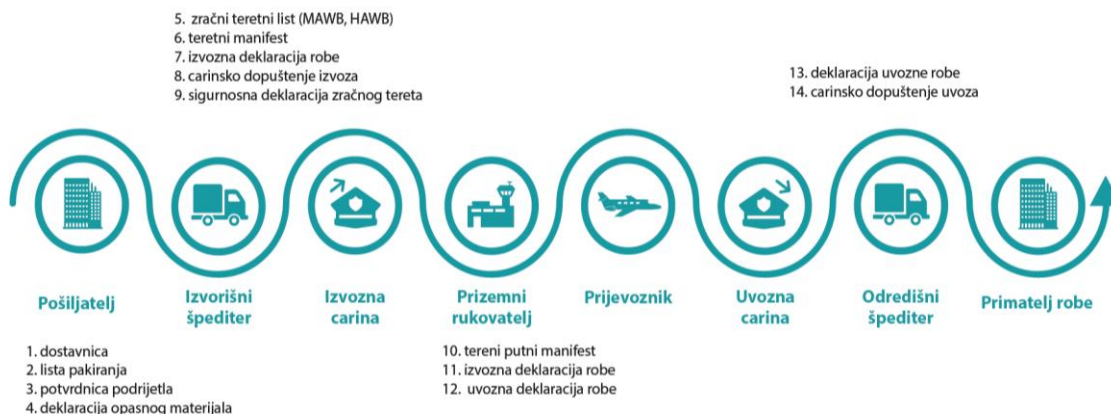 5. zračni teretni list (MAWB, HAWB)
6. teretni manifest
7. izvozna deklaracija robe
8. carinsko dopuštenje izvoza
9. sigurnosna deklaracija zračnog tereta
13. deklaracija uvozne robe
14. carinsko dopuštenje uvoza
Pošiljatelj
Izvorišni
špediter
Izvozna
carina
Prizemni
rukovatelj
Prijevoznik
Uvozna
carina
Odredišni
špediter
Primatelj robe
1. dostavnica
2. lista pakiranja
3. potvrdnica podrijetla
4. deklaracija opasnog materijala
10. tereni putni manifest
11. izvozna deklaracija robe
12. uvozna deklaracija robe